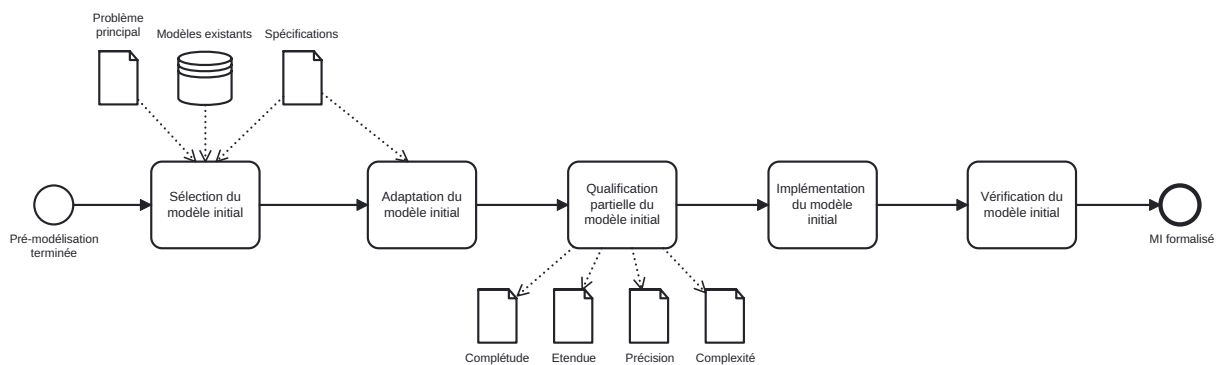 Problème
principal
Modèles existants
Spécifications
Sélection du
modèle initial
Adaptation du
modèle initial
Qualification
partielle du
modèle initial
Implémentation
du modèle
initial
Vérification du
modèle initial
Pré-modélisation
terminée
MI formalisé
Complétude
Etendue
Précision
Complexité